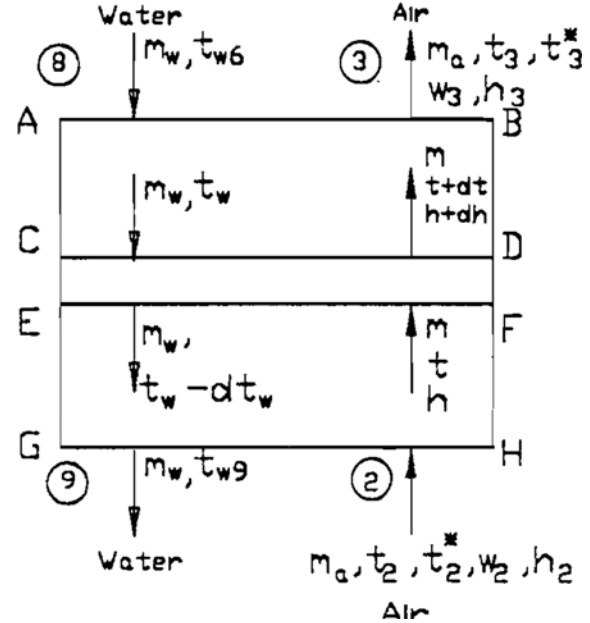 Water
Air
8
m_w, t_w6
3
m_a, t_3, t_3^*
w_3, h_3
A
B
m_w, t_w
m
t+dt
h+dh
C
D
E
F
m_w,
t_w -dt_w
m
t
h
G
H
9
m_w, t_w9
2
Water
m_a, t_2, t_2^*, w_2, h_2
Air